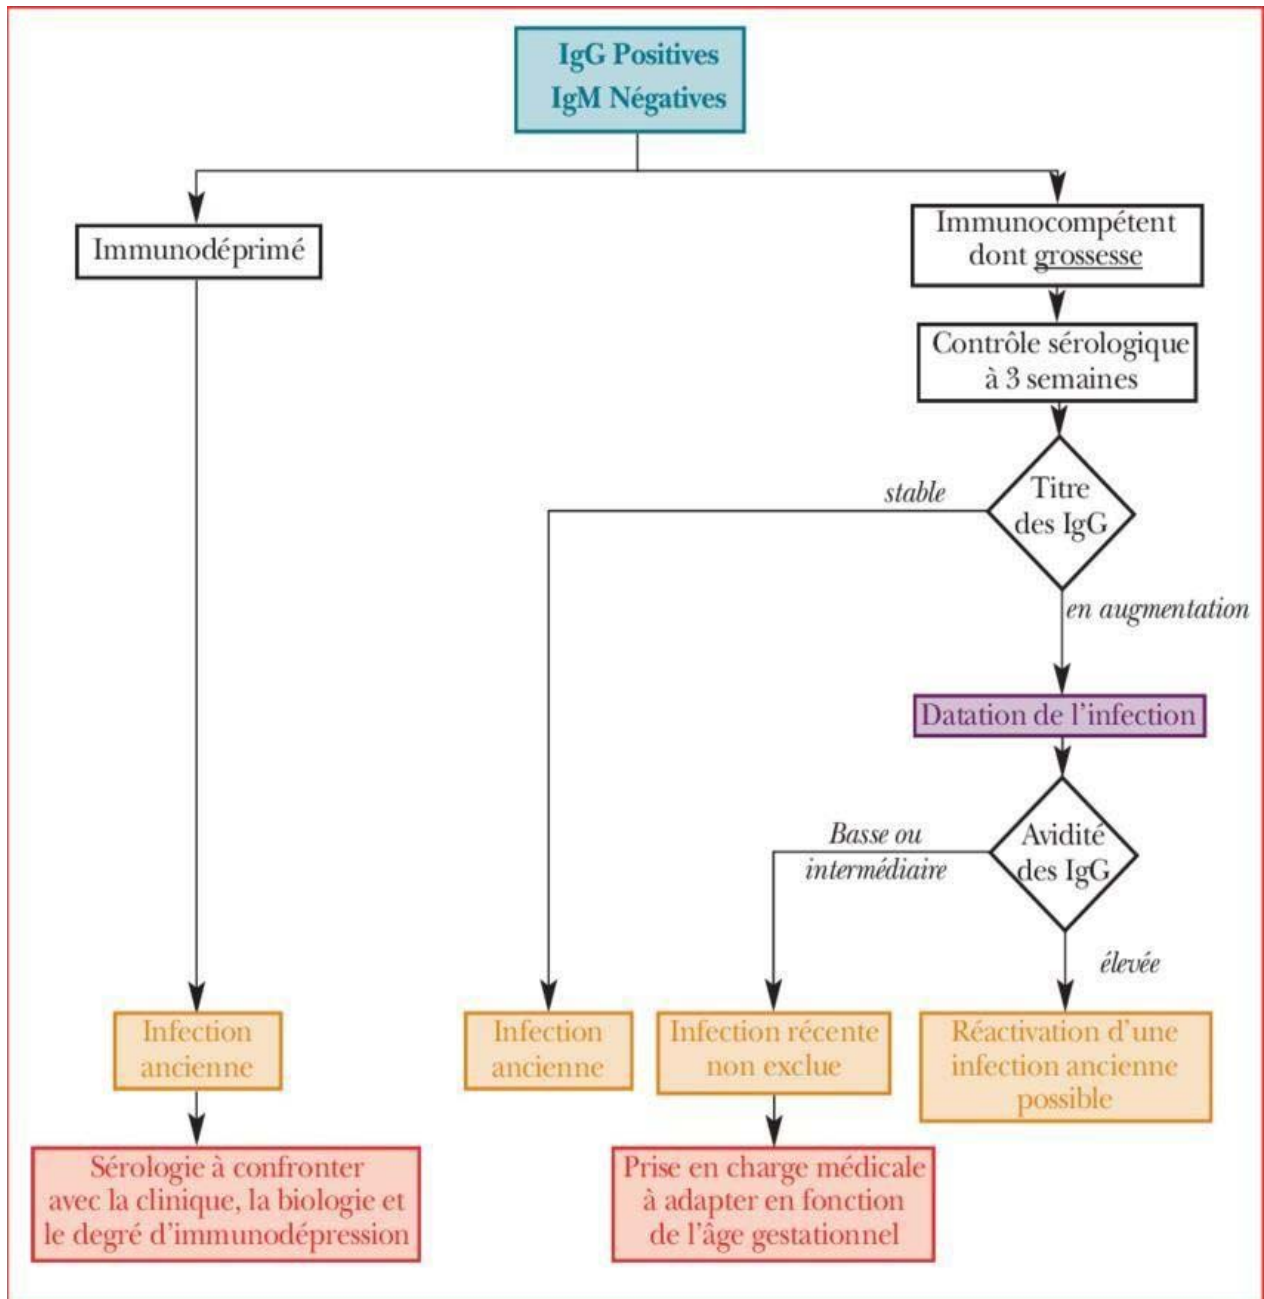 IgG Positives
IgM Négatives
Immunodéprimé
Immunocompétent
dont grossesse
Contrôle sérologique
à 3 semaines
Titre
des IgG
stable
en augmentation
Datation de l'infection
Avidité
des IgG
Basse ou
intermédiaire
élevée
Infection
ancienne
Infection
ancienne
Infection récente
non exclue
Réactivation d'une
infection ancienne
possible
Sérologie à confronter
avec la clinique, la biologie et
le degré d'immunodépression
Prise en charge médicale
à adapter en fonction
de l'âge gestationnel